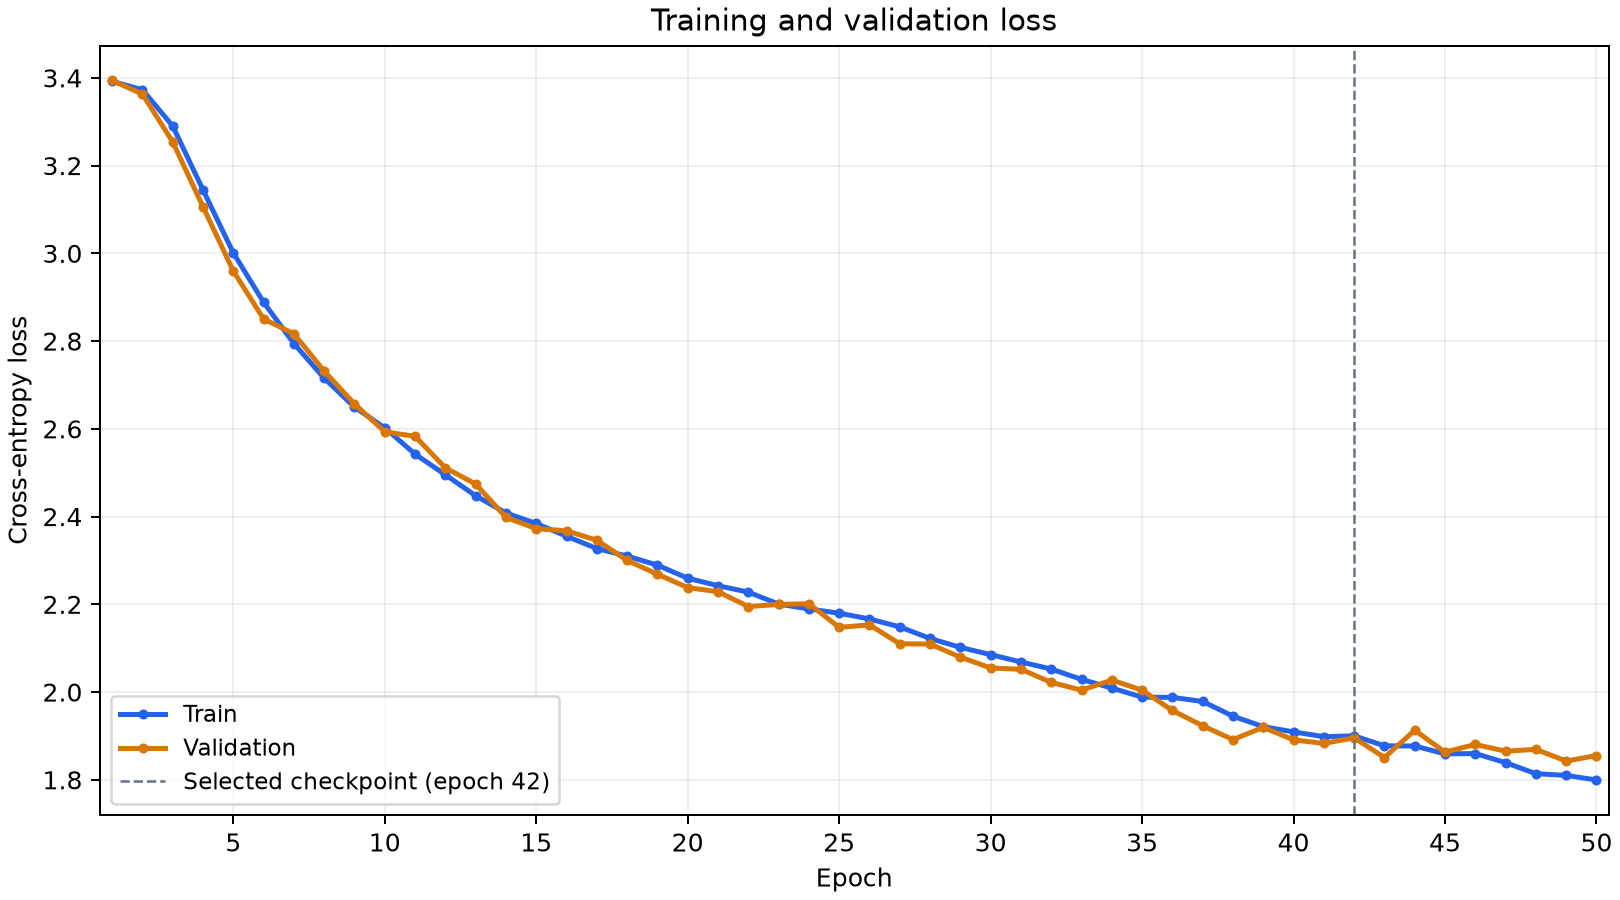 Training and validation loss
Cross-entropy loss
3.4
3.2
3.0
2.8
2.6
2.4
2.2
2.0
1.8
Train
Validation
Selected checkpoint (epoch 42)
5 10 15 20 25 30 35 40 45 50
Epoch